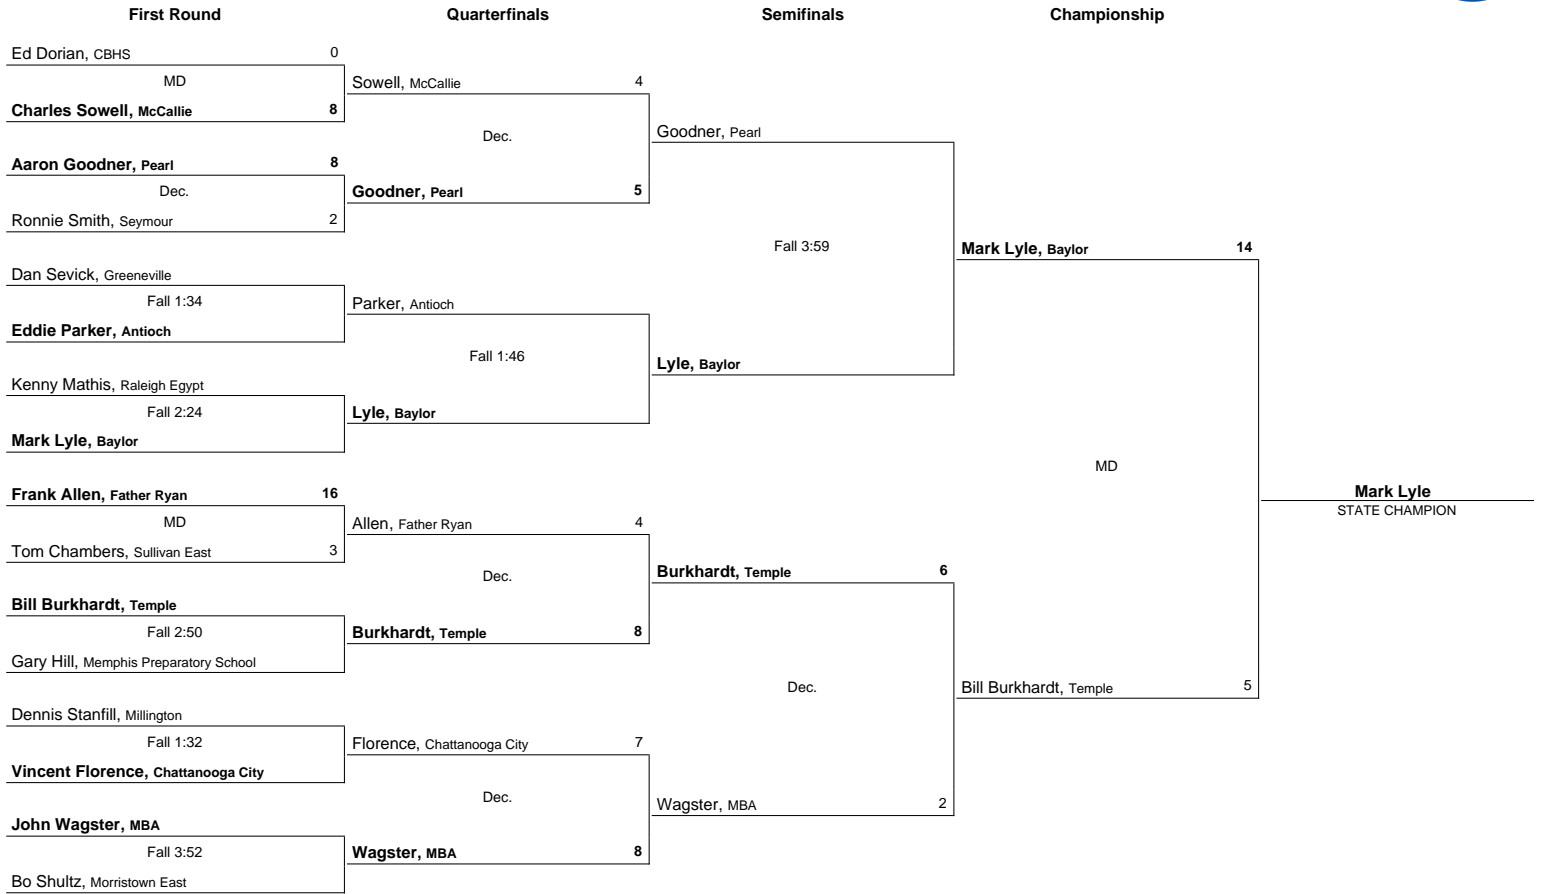 First Round Quarterfinals Semifinals Championship
Ed Dorian, CBHS 0
MD
Charles Sowell, McCallie 8
Aaron Goodner, Pearl 8
Dec.
Ronnie Smith, Seymour 2
Dan Sevick, Greeneville
Fall 1:34
Eddie Parker, Antioch
Kenny Mathis, Raleigh Egypt
Fall 2:24
Mark Lyle, Baylor
Frank Allen, Father Ryan 16
MD
Tom Chambers, Sullivan East 3
Bill Burkhardt, Temple
Fall 2:50
Gary Hill, Memphis Preparatory School
Dennis Stanfill, Millington
Fall 1:32
Vincent Florence, Chattanooga City
John Wagster, MBA
Fall 3:52
Bo Shultz, Morristown East
Sowell, McCallie 4
Dec.
Goodner, Pearl 5
Parker, Antioch
Fall 1:46
Lyle, Baylor
Allen, Father Ryan 4
Dec.
Burkhardt, Temple 8
Florence, Chattanooga City 7
Dec.
Wagster, MBA 8
Goodner, Pearl
Fall 3:59
Lyle, Baylor
Burkhardt, Temple 6
Dec.
Wagster, MBA 2
Mark Lyle, Baylor 14
MD
Bill Burkhardt, Temple 5
Mark Lyle
STATE CHAMPION